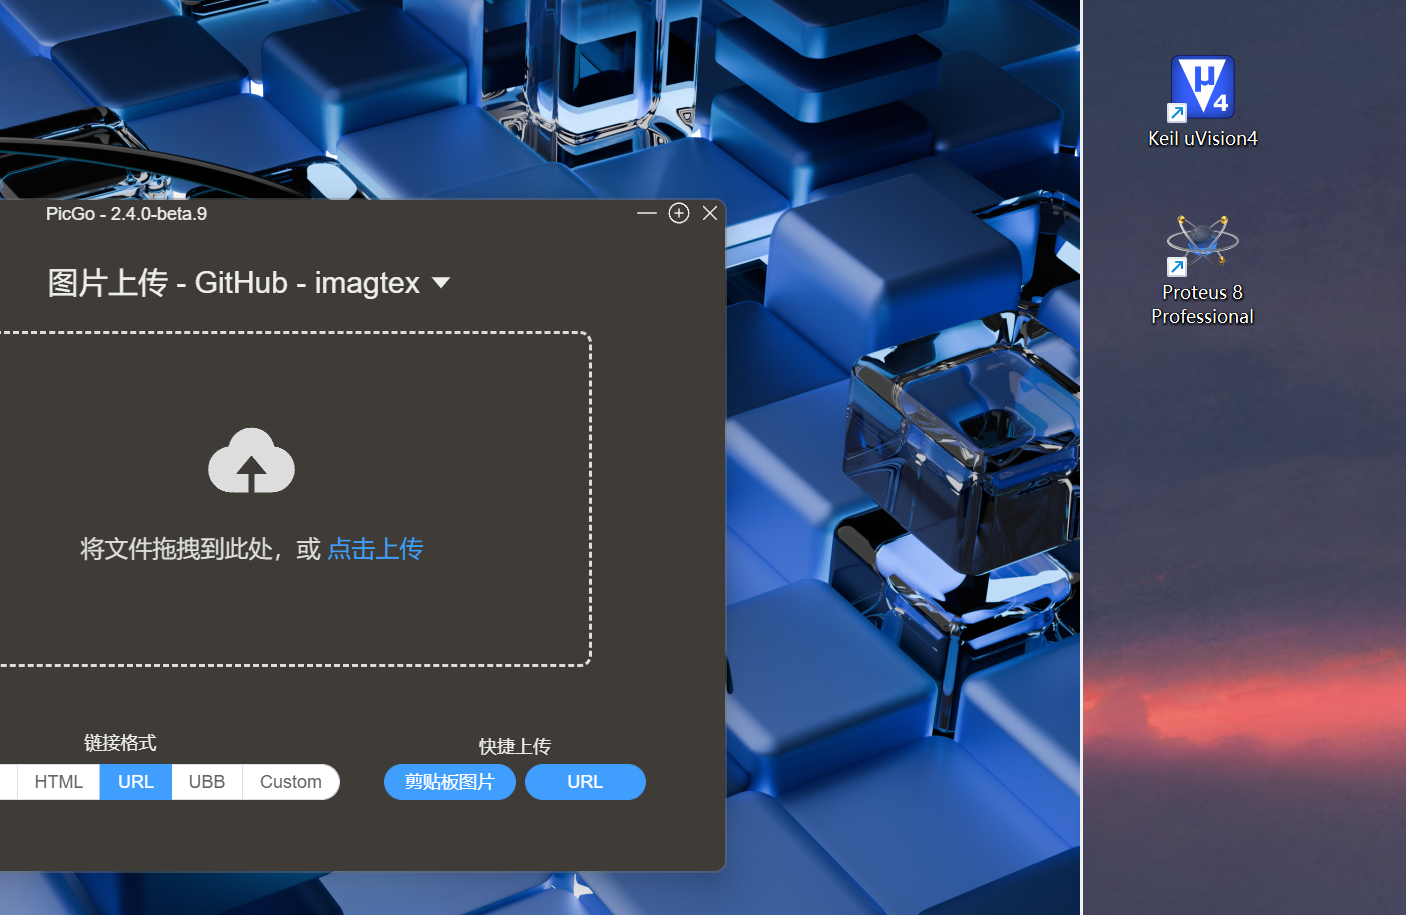 PicGo - 2.4.0-beta.9
图片上传 - GitHub - imagtex
将文件拖拽到此处，或 点击上传
链接格式
HTML
URL
UBB
Custom
快捷上传
剪贴板图片
URL
μ4
Keil uVision4
Proteus 8
Professional